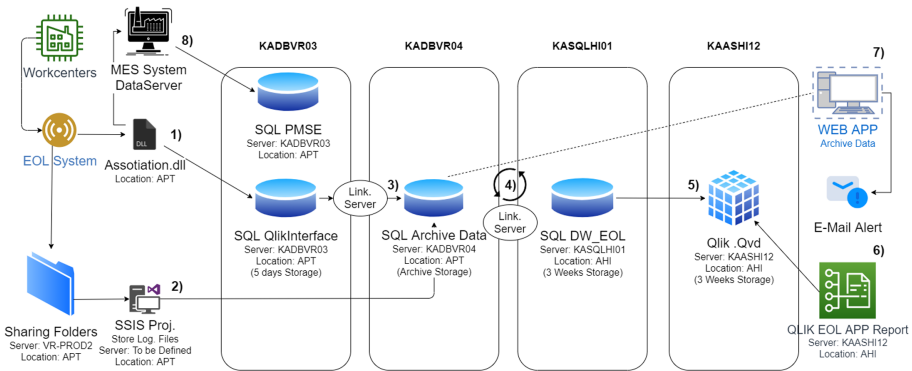 KADBVR03
KADBVR04
KASQLHI01
KAASHI12
Workcenters
MES System
DataServer
8)
SQL PMSE
Server: KADBVR03
Location: APT
7)
WEB APP
Archive Data
EOL System
DLL
1)
Assotiation.dll
Location: APT
Link.
Server
3)
4)
Link.
Server
5)
SQL QlikInterface
Server: KADBVR03
Location: APT
(5 days Storage)
SQL Archive Data
Server: KADBVR04
Location: APT
(Archive Storage)
SQL DW_EOL
Server: KASQLHI01
Location: AHI
(3 Weeks Storage)
Qlik .Qvd
Server: KAASHI12
Location: AHI
(3 Weeks Storage)
E-Mail Alert
6)
QLIK EOL APP Report
Server: KAASHI12
Location: AHI
2)
Sharing Folders
Server: VR-PROD2
Location: APT
SSIS Proj.
Store Log. Files
Server: To be Defined
Location: APT